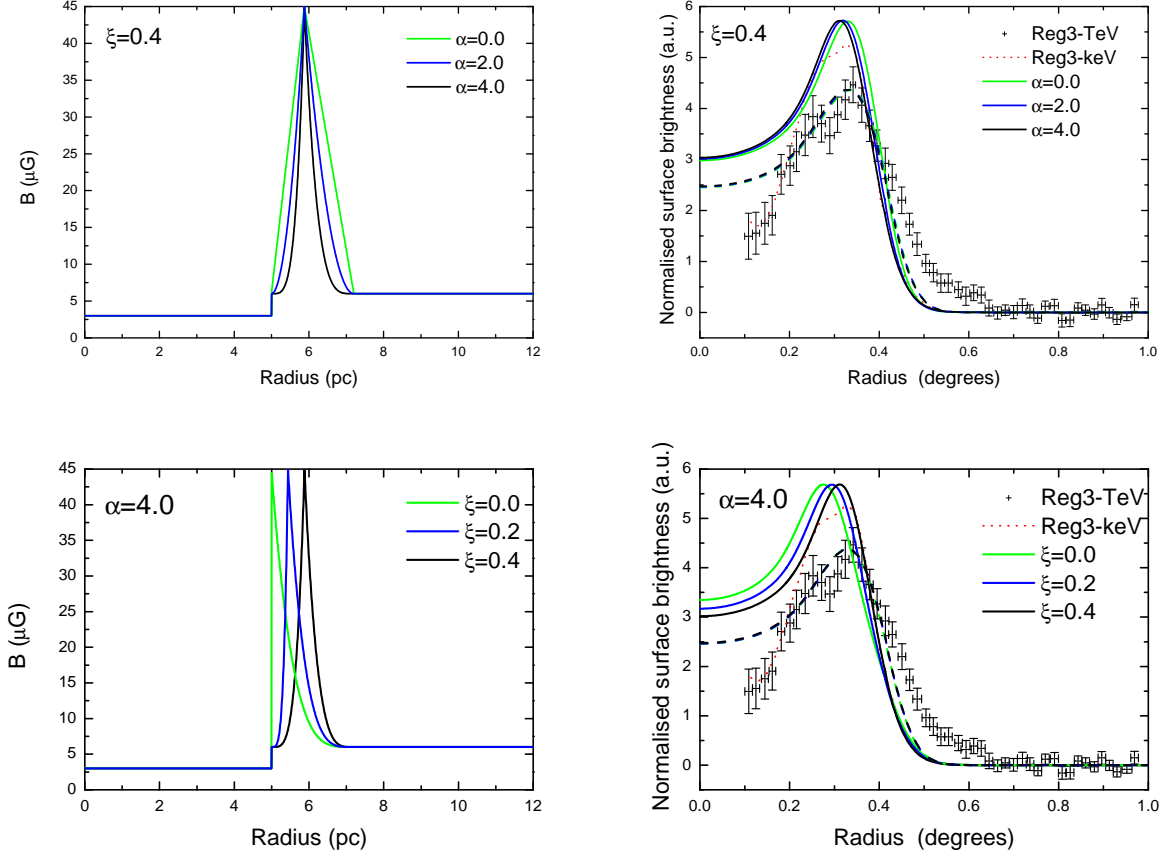 ξ=0.4
α=0.0
α=2.0
α=4.0
B (μG)
45
40
35
30
25
20
15
10
5
0
0 2 4 6 8 10 12
Radius (pc)
ξ=0.4
Reg3-TeV
Reg3-keV
α=0.0
α=2.0
α=4.0
Normalised surface brightness (a.u.)
6
5
4
3
2
1
0
0.0 0.2 0.4 0.6 0.8 1.0
Radius (degrees)
α=4.0
ξ=0.0
ξ=0.2
ξ=0.4
B (μG)
45
40
35
30
25
20
15
10
5
0
0 2 4 6 8 10 12
Radius (pc)
α=4.0
Reg3-TeV
Reg3-keV
ξ=0.0
ξ=0.2
ξ=0.4
Normalised surface brightness (a.u.)
6
5
4
3
2
1
0
0.0 0.2 0.4 0.6 0.8 1.0
Radius (degrees)